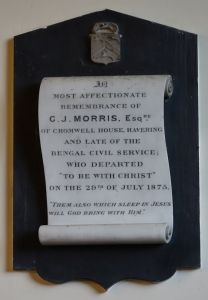 IN
MOST AFFECTIONATE
REMEMBRANCE OF
C. J. MORRIS, ESQRE
OF CROMWELL HOUSE, HAVERING
AND LATE OF THE
BENGAL CIVIL SERVICE;
WHO DEPARTED
"TO BE WITH CHRIST"
ON THE 29TH OF JULY 1875.
"THEM ALSO WHICH SLEEP IN JESUS
WILL GOD BRING WITH HIM."